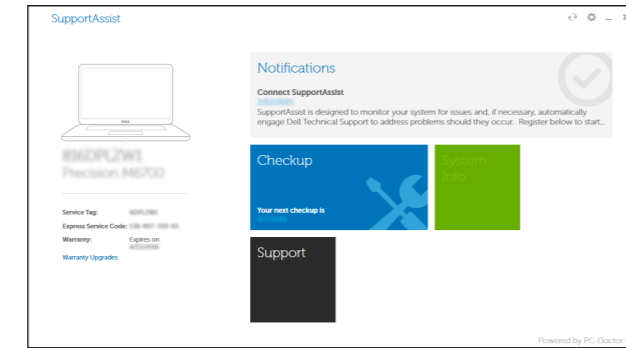 SupportAssist
Notifications
Connect SupportAssist
SupportAssist is designed to monitor your system for issues and, if necessary, automatically
engage Dell Technical Support to address problems should they occur. Register below to start...
Precision M6700
Service Tag:
Express Service Code:
Warranty: Expires on
Warranty Upgrades
Checkup
Your next checkup is
System
Info
Support
Powered by PC-Doctor